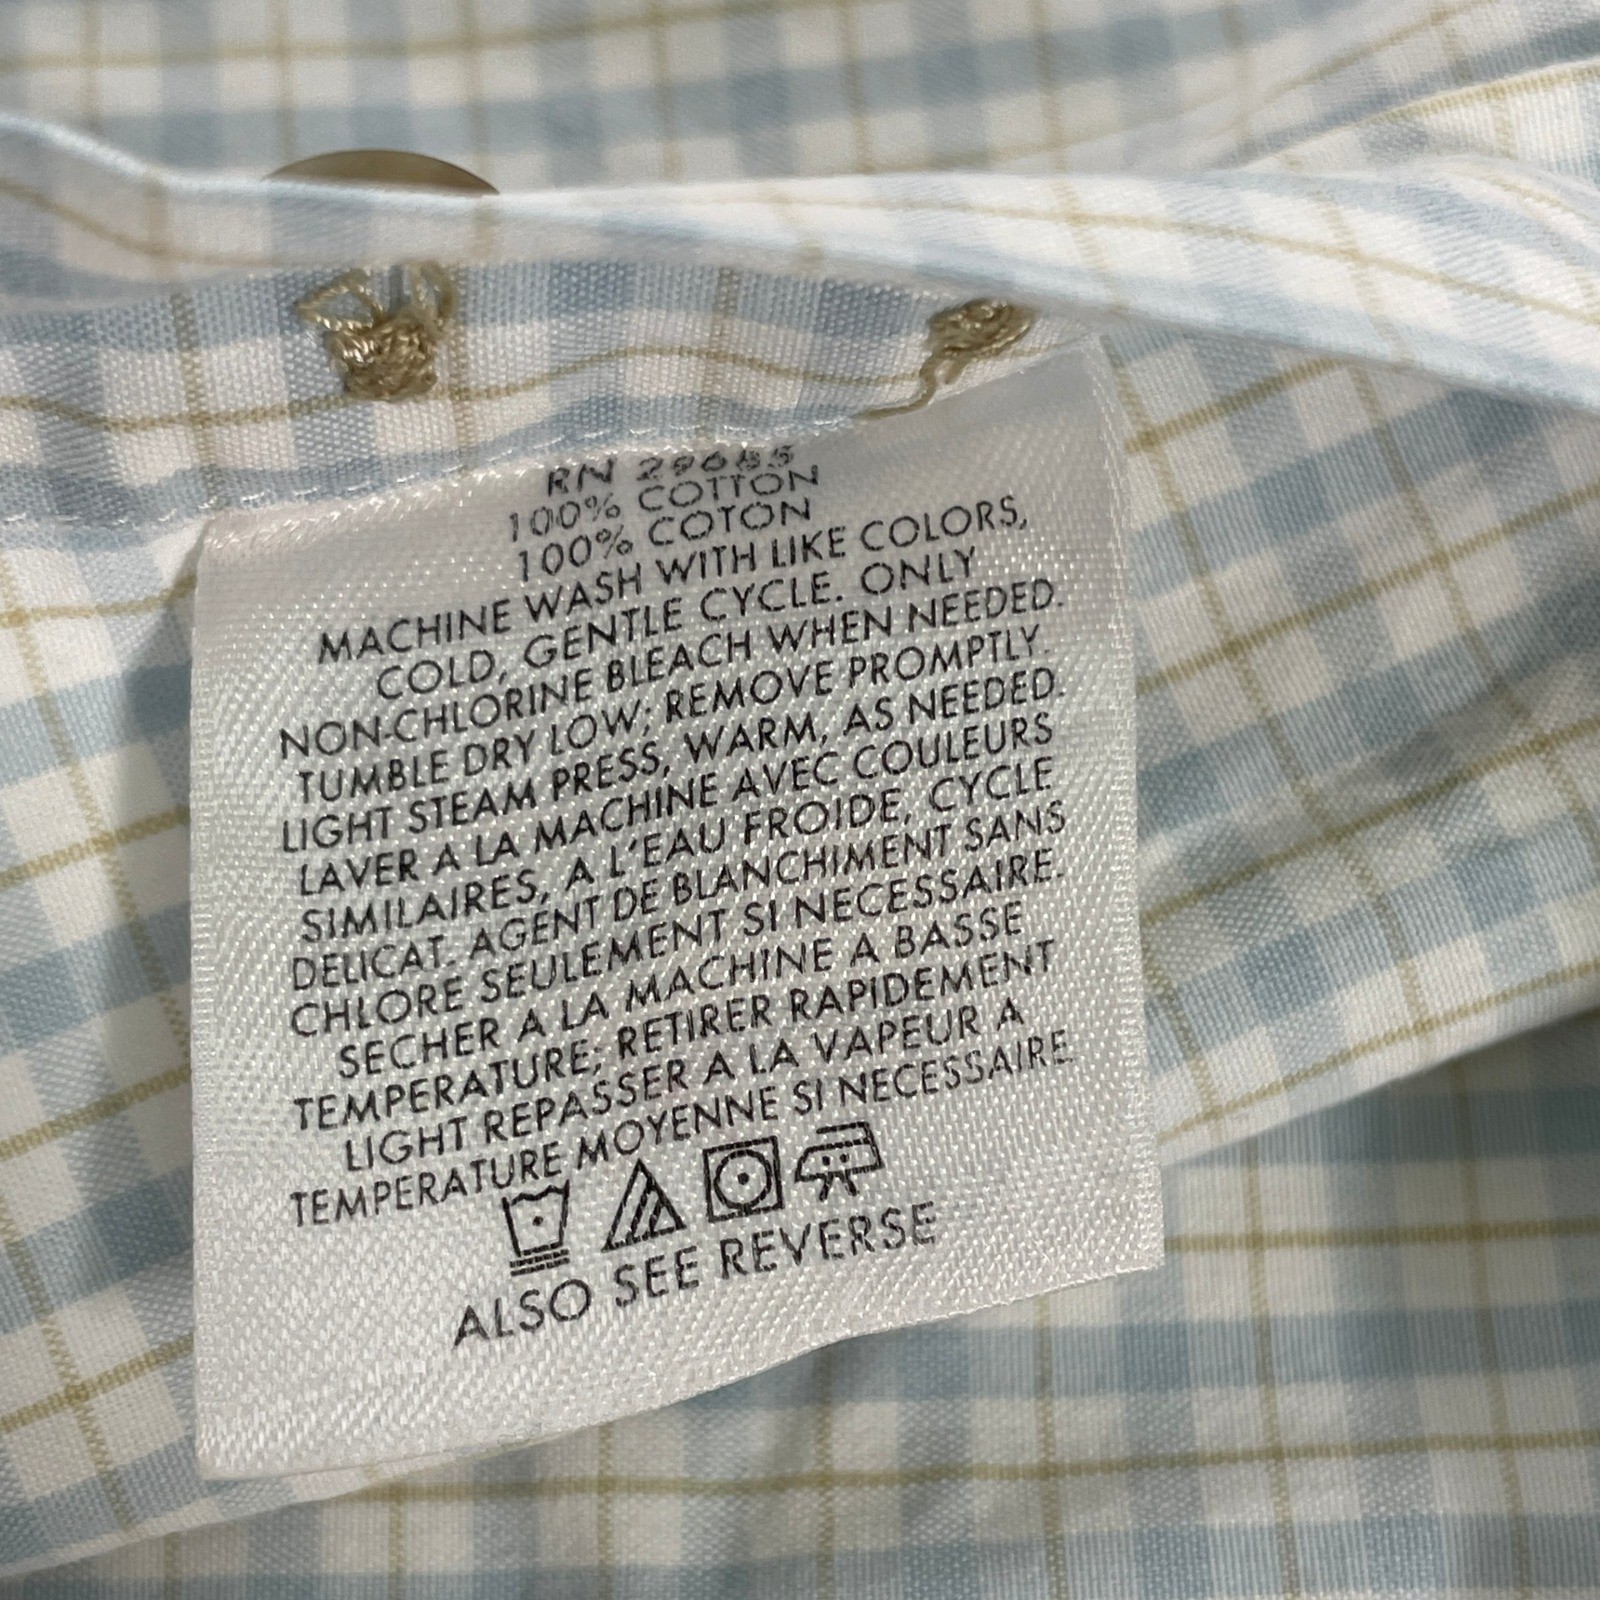 RN 29685
100% COTTON
100% COTON
MACHINE WASH WITH LIKE COLORS,
COLD, GENTLE CYCLE. ONLY
NON-CHLORINE BLEACH WHEN NEEDED.
TUMBLE DRY LOW; REMOVE PROMPTLY.
LIGHT STEAM PRESS, WARM, AS NEEDED.
LAVER A LA MACHINE AVEC COULEURS
SIMILAIRES, A L'EAU FROIDE, CYCLE
DELICAT. AGENT DE BLANCHIMENT SANS
CHLORE SEULEMENT SI NECESSAIRE.
SECHER A LA MACHINE A BASSE
TEMPERATURE; RETIRER RAPIDEMENT
LIGHT REPASSER A LA VAPEUR A
TEMPERATURE MOYENNE SI NECESSAIRE
ALSO SEE REVERSE